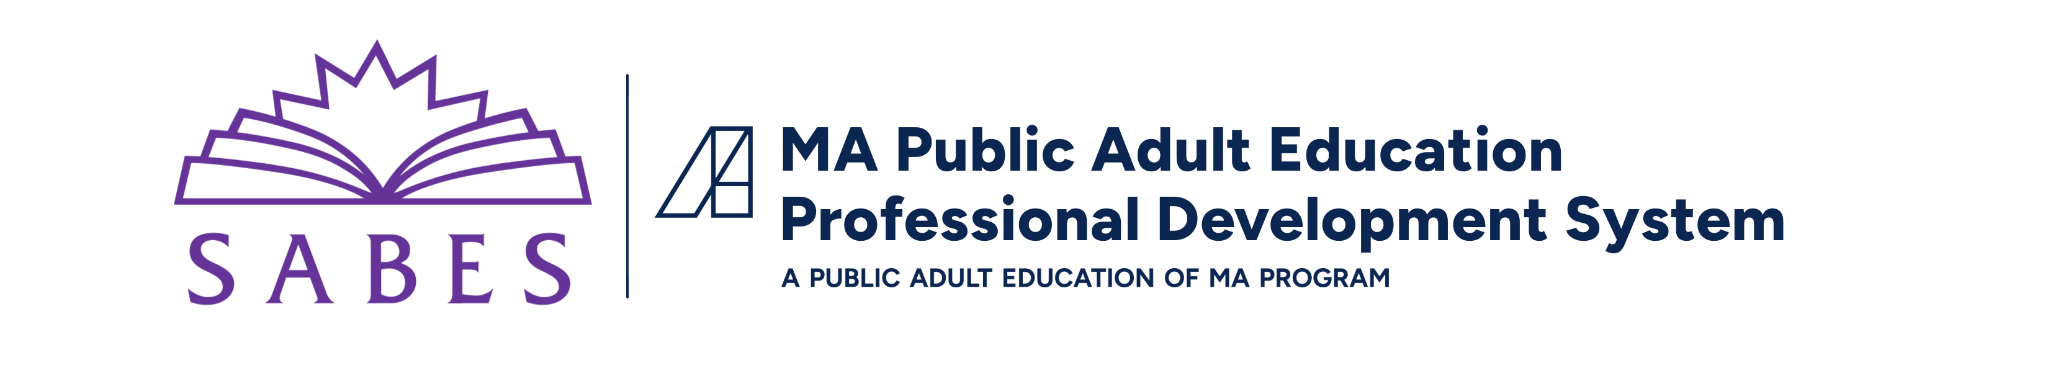 SABES
MA Public Adult Education
Professional Development System
A PUBLIC ADULT EDUCATION OF MA PROGRAM